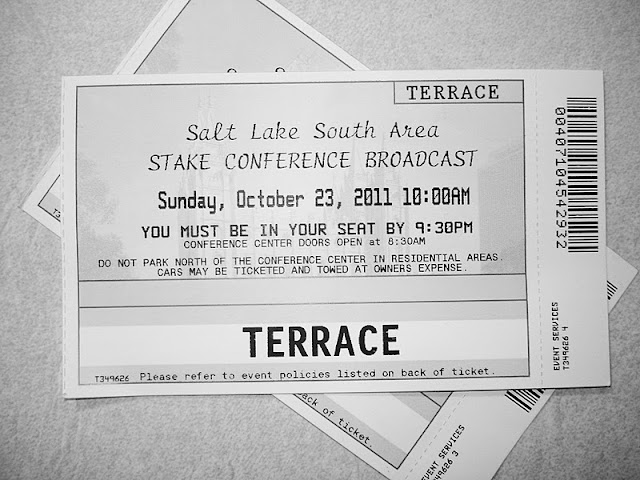 TERRACE
Salt Lake South Area
STAKE CONFERENCE BROADCAST
Sunday, October 23, 2011 10:00AM
YOU MUST BE IN YOUR SEAT BY 9:30PM
CONFERENCE CENTER DOORS OPEN at 8:30AM
DO NOT PARK NORTH OF THE CONFERENCE CENTER IN RESIDENTIAL AREAS.
CARS MAY BE TICKETED AND TOWED AT OWNERS EXPENSE.
TERRACE
T349626 Please refer to event policies listed on back of ticket.
00407104542932
EVENT SERVICES
T349626 4
back of ticket.
EVENT SERVICES
T349626 3